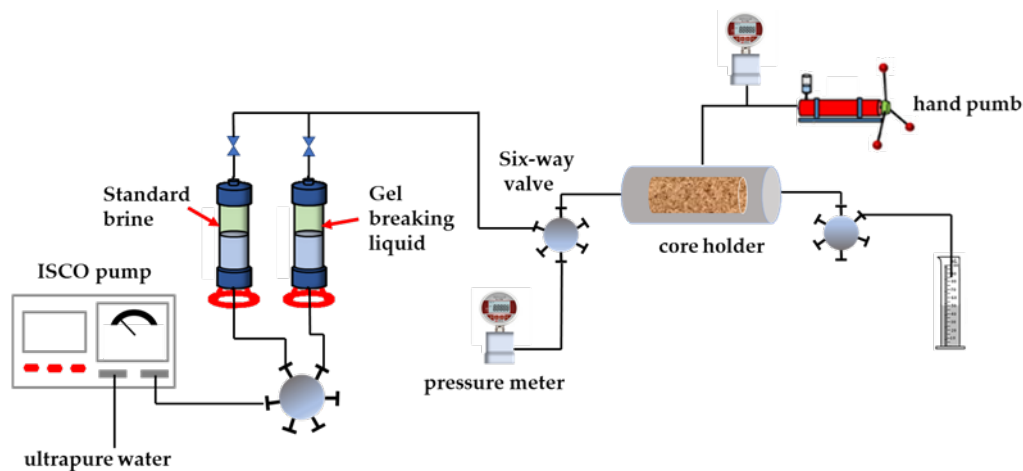 hand pumb
Six-way
valve
Standard
brine
Gel
breaking
liquid
core holder
ISCO pump
pressure meter
ultrapure water